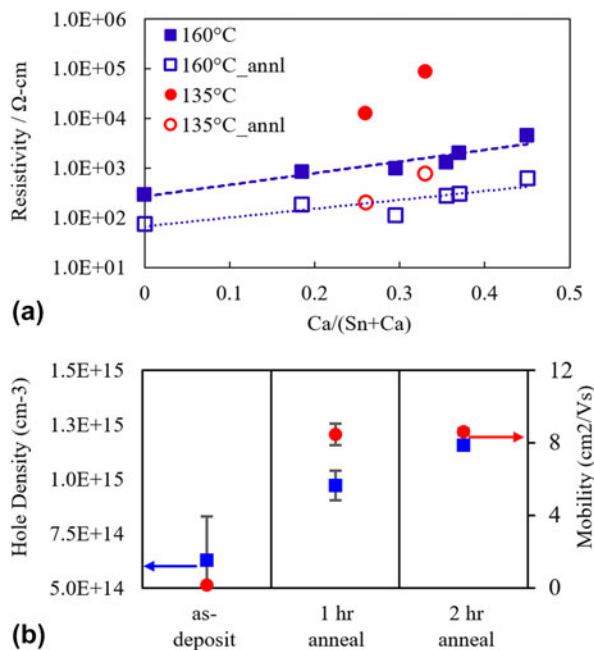 1.0E+06
1.0E+05
1.0E+04
1.0E+03
1.0E+02
1.0E+01
Resistivity / Ω-cm
160°C
160°C_annl
135°C
135°C_annl
0 0.1 0.2 0.3 0.4 0.5
Ca/(Sn+Ca)
(a)
1.5E+15
1.3E+15
1.0E+15
7.5E+14
5.0E+14
Hole Density (cm-3)
12
8
4
0
Mobility (cm2/Vs)
as- 1 hr 2 hr
deposit anneal anneal
(b)